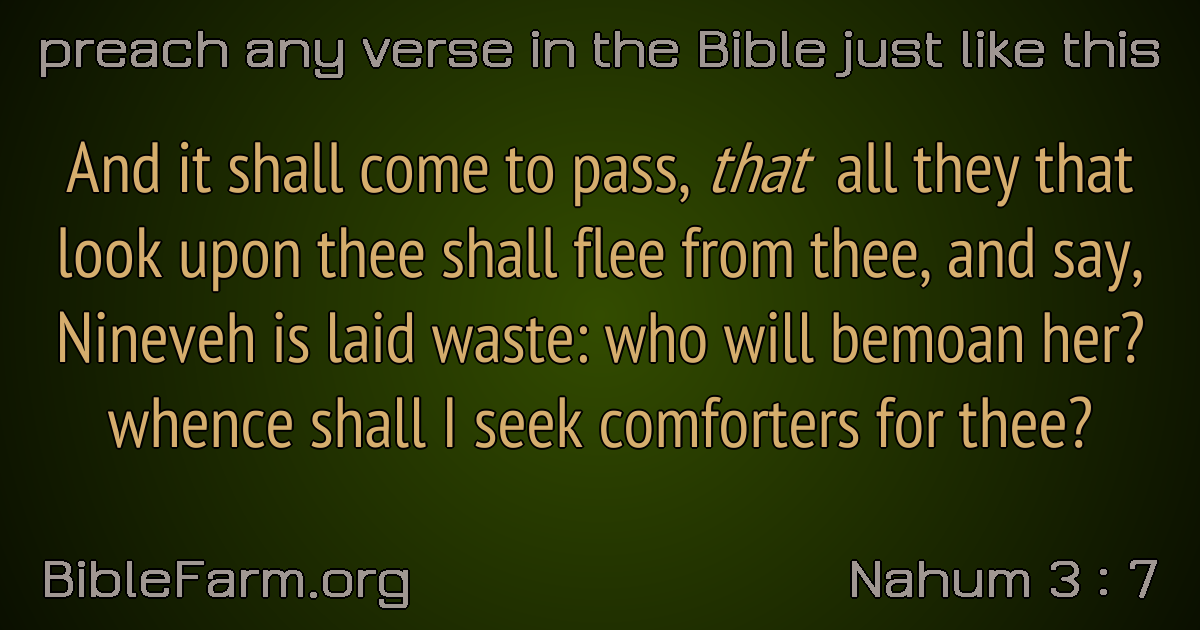 preach any verse in the Bible just like this
And it shall come to pass, that all they that
look upon thee shall flee from thee, and say,
Nineveh is laid waste: who will bemoan her?
whence shall I seek comforters for thee?
BibleFarm.org
Nahum 3 : 7